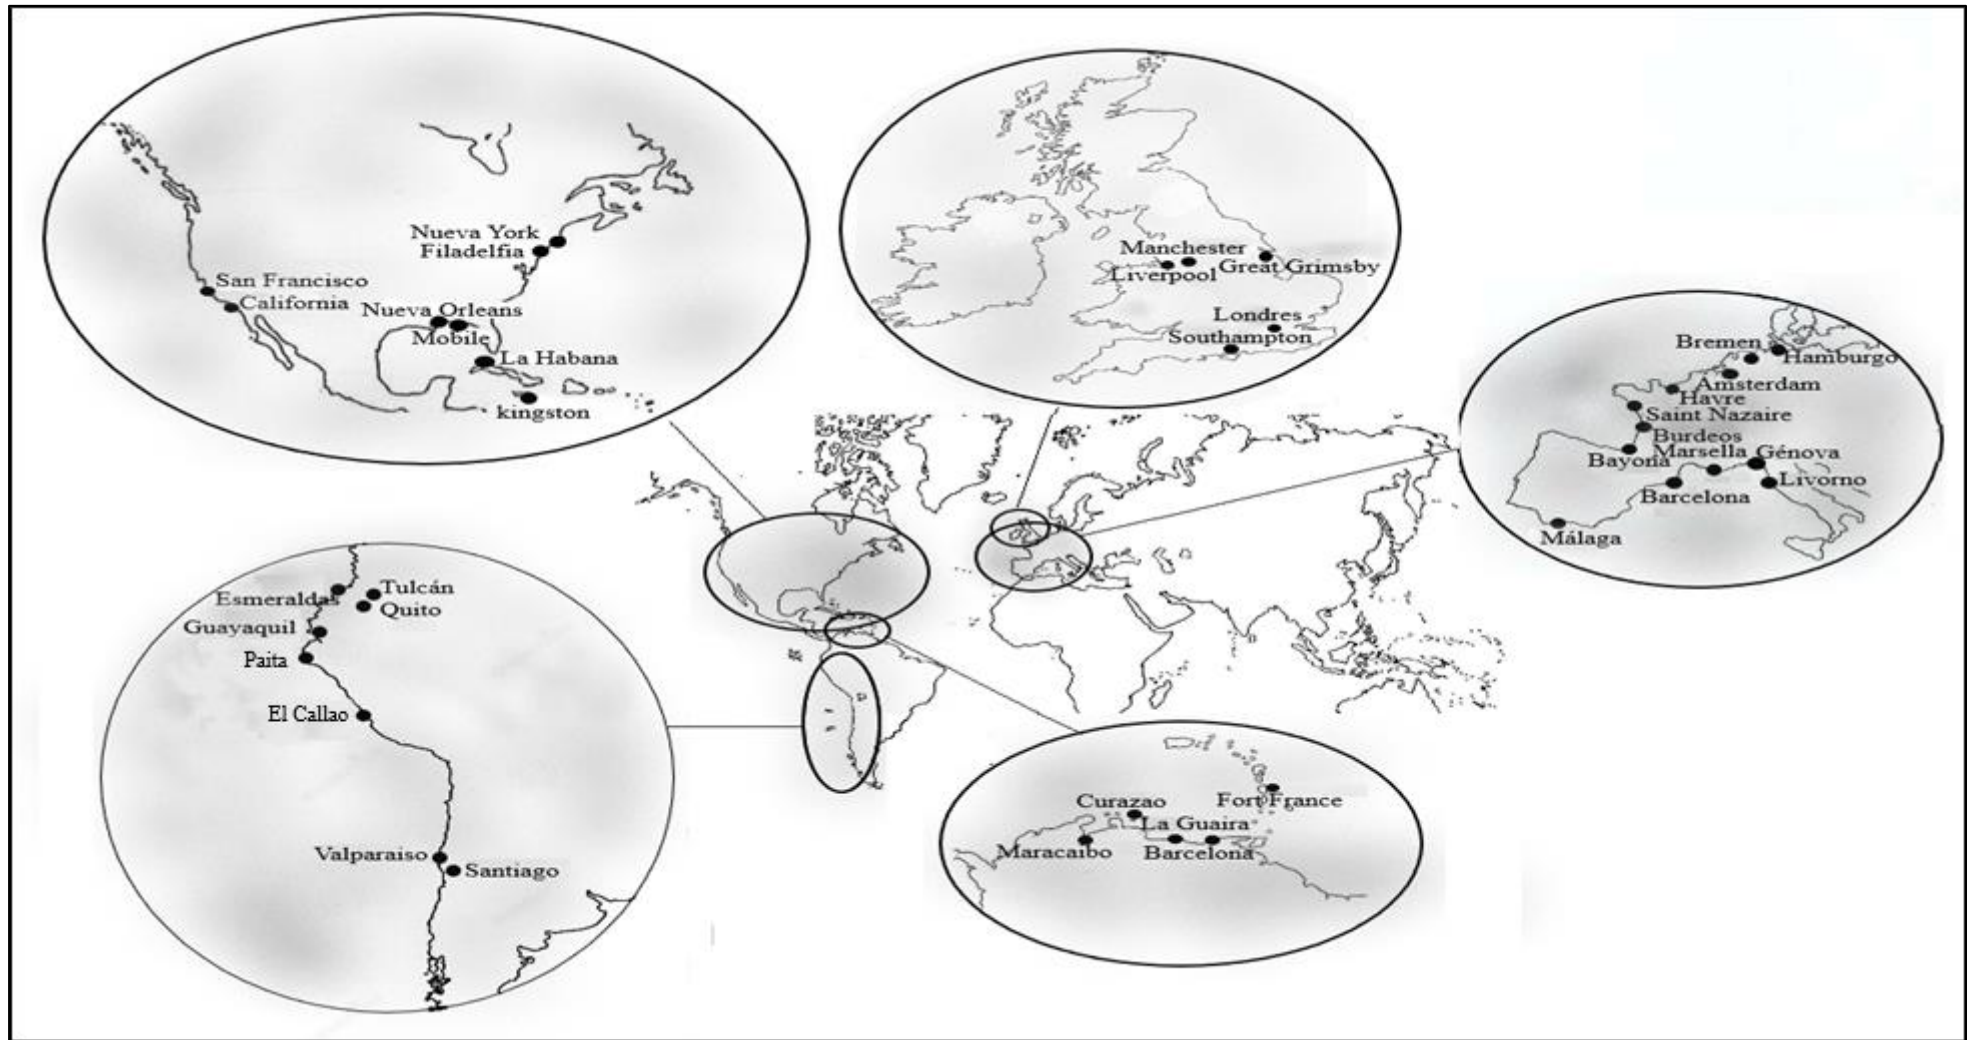 Nueva York
Filadelfia
San Francisco
California
Nueva Orleans
Mobile
La Habana
kingston
Manchester
Liverpool
Great Grimsby
Londres
Southampton
Bremen
Hamburgo
Amsterdam
Havre
Saint Nazaire
Burdeos
Bayona
Marsella
Génova
Livorno
Barcelona
Málaga
Esmeraldas
Tulcán
Quito
Guayaquil
Paita
El Callao
Valparaiso
Santiago
Curazao
Fort France
La Guaira
Maracaibo
Barcelona